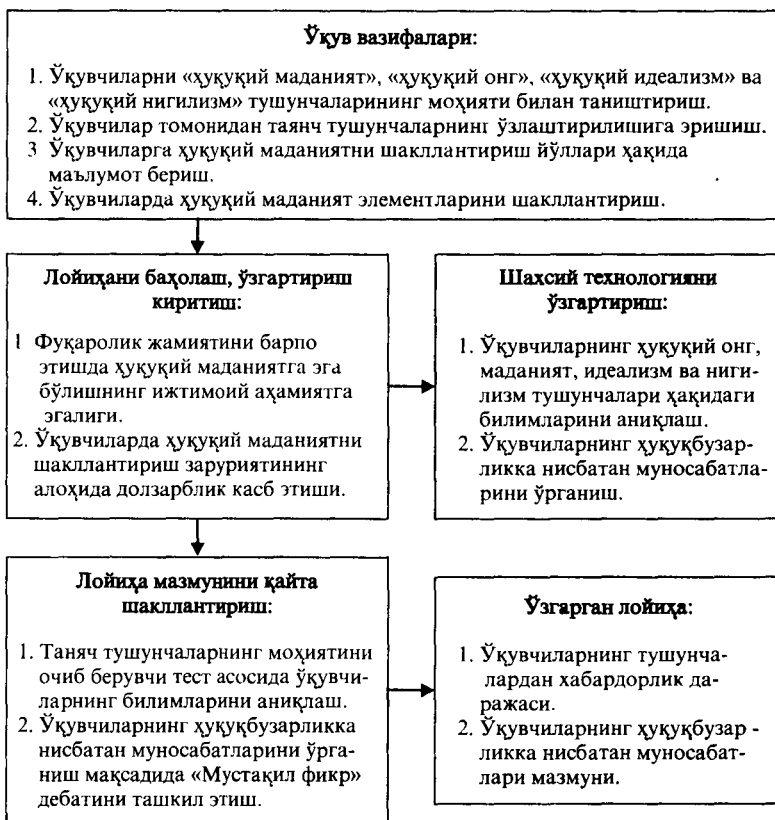 Ўқув вазифалари:
1. Ўқувчиларни «ҳуқуқий маданият», «ҳуқуқий онг», «ҳуқуқий идеализм» ва
«ҳуқуқий нигилизм» тушунчаларининг моҳияти билан таништириш.
2. Ўқувчилар томонидан таянч тушунчаларнинг ўзлаштирилишига эришиш.
3 Ўқувчиларга ҳуқуқий маданиятни шакллантириш йўллари ҳақида
маълумот бериш.
4. Ўқувчиларда ҳуқуқий маданият элементларини шакллантириш.
Лойиҳани баҳолаш, ўзгартириш
киритиш:
1 Фуқаролик жамиятини барпо
этишда ҳуқуқий маданиятга эга
бўлишнинг ижтимоий аҳамиятга
эгалиги.
2. Ўқувчиларда ҳуқуқий маданиятни
шакллантириш заруриятининг
алоҳида долзарблик касб этиши.
Шахсий технологияни
ўзгартириш:
1. Ўқувчиларнинг ҳуқуқий онг,
маданият, идеализм ва ниги-
лизм тушунчалари ҳақидаги
билимларини аниқлаш.
2. Ўқувчиларнинг ҳуқуқбузар-
ликка нисбатан муносабатла-
рини ўрганиш.
Лойиҳа мазмунини қайта
шакллантириш:
1. Таняч тушунчаларнинг моҳиятини
очиб берувчи тест асосида ўқувчи-
ларнинг билимларини аниқлаш.
2. Ўқувчиларнинг ҳуқуқбузарликка
нисбатан муносабатларини ўрга-
ниш мақсадида «Мустақил фикр»
дебатини ташкил этиш.
Ўзгарган лойиҳа:
1. Ўқувчиларнинг тушунча-
лардан хабардорлик да-
ражаси.
2. Ўқувчиларнинг ҳуқуқбузар -
ликка нисбатан муносабат-
лари мазмуни.